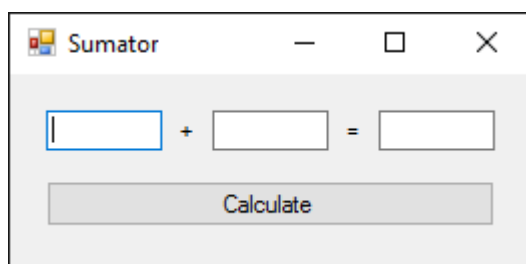 Sumator
+ =
Calculate